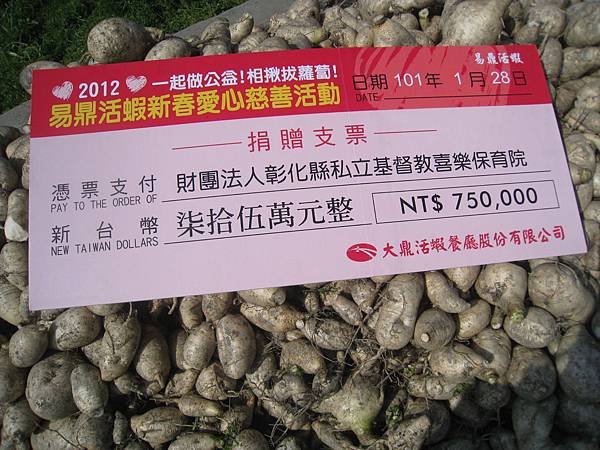 2012 一起做公益!相揪拔蘿蔔!
易鼎活蝦新春愛心慈善活動
易鼎活蝦
日期 101年 1月28日
DATE
捐贈支票
憑票支付 財團法人彰化縣私立基督教喜樂保育院
PAY TO THE ORDER OF
新台幣 柒拾伍萬元整 NT$ 750,000
NEW TAIWAN DOLLARS
大鼎活蝦餐廳股份有限公司